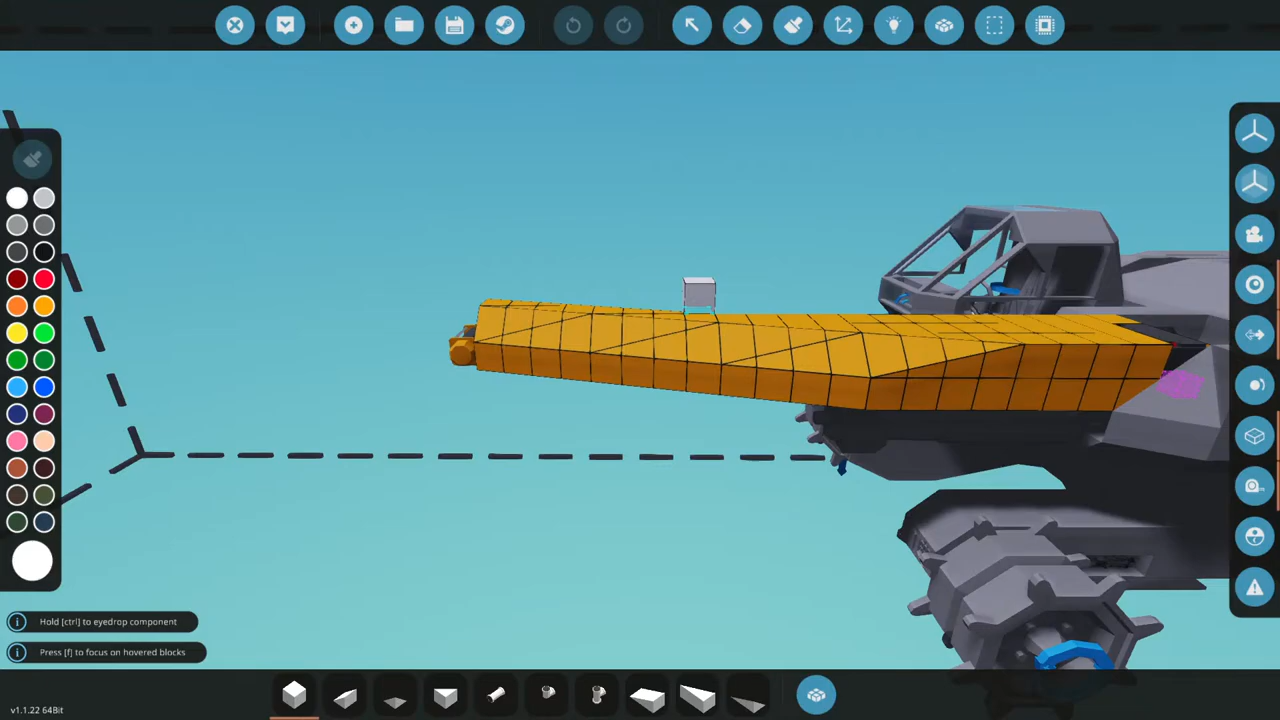 Hold [ctrl] to eyedrop component
Press [f] to focus on hovered blocks
v1.1.22 64Bit